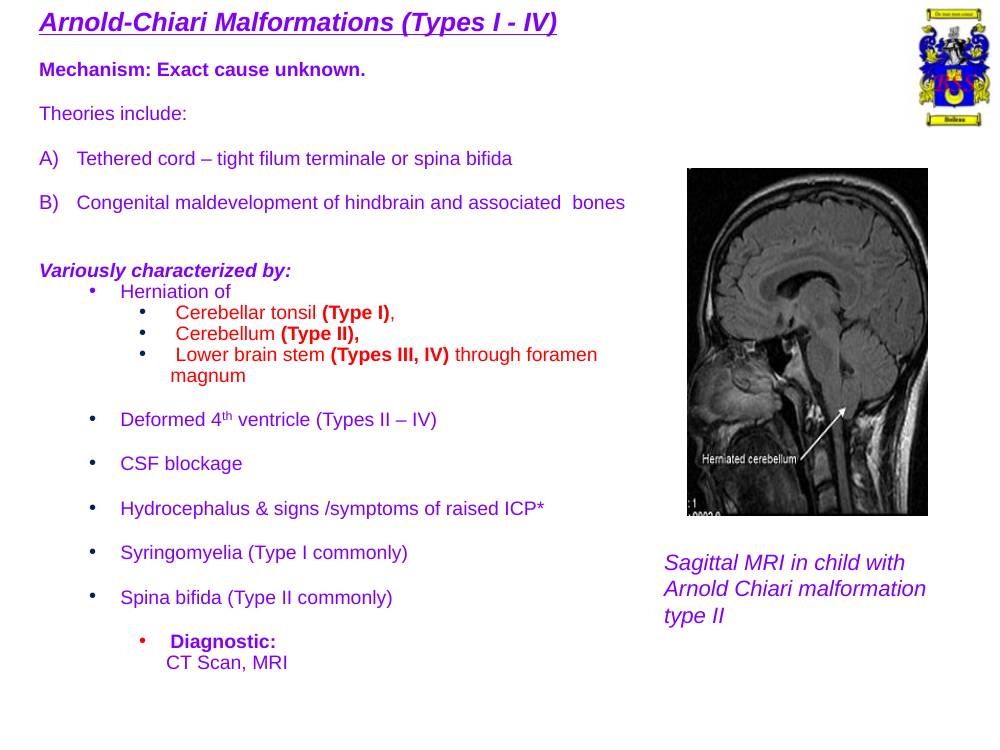 Arnold-Chiari Malformations (Types I - IV)
Mechanism: Exact cause unknown.
Theories include:
A) Tethered cord – tight filum terminale or spina bifida
B) Congenital maldevelopment of hindbrain and associated  bones
Variously characterized by:
• Herniation of
• Cerebellar tonsil (Type I),
• Cerebellum (Type II),
• Lower brain stem (Types III, IV) through foramen
magnum
• Deformed 4th ventricle (Types II – IV)
• CSF blockage
• Hydrocephalus & signs /symptoms of raised ICP*
• Syringomyelia (Type I commonly)
• Spina bifida (Type II commonly)
• Diagnostic:
CT Scan, MRI
Herniated cerebellum
: 1
Sagittal MRI in child with
Arnold Chiari malformation
type II